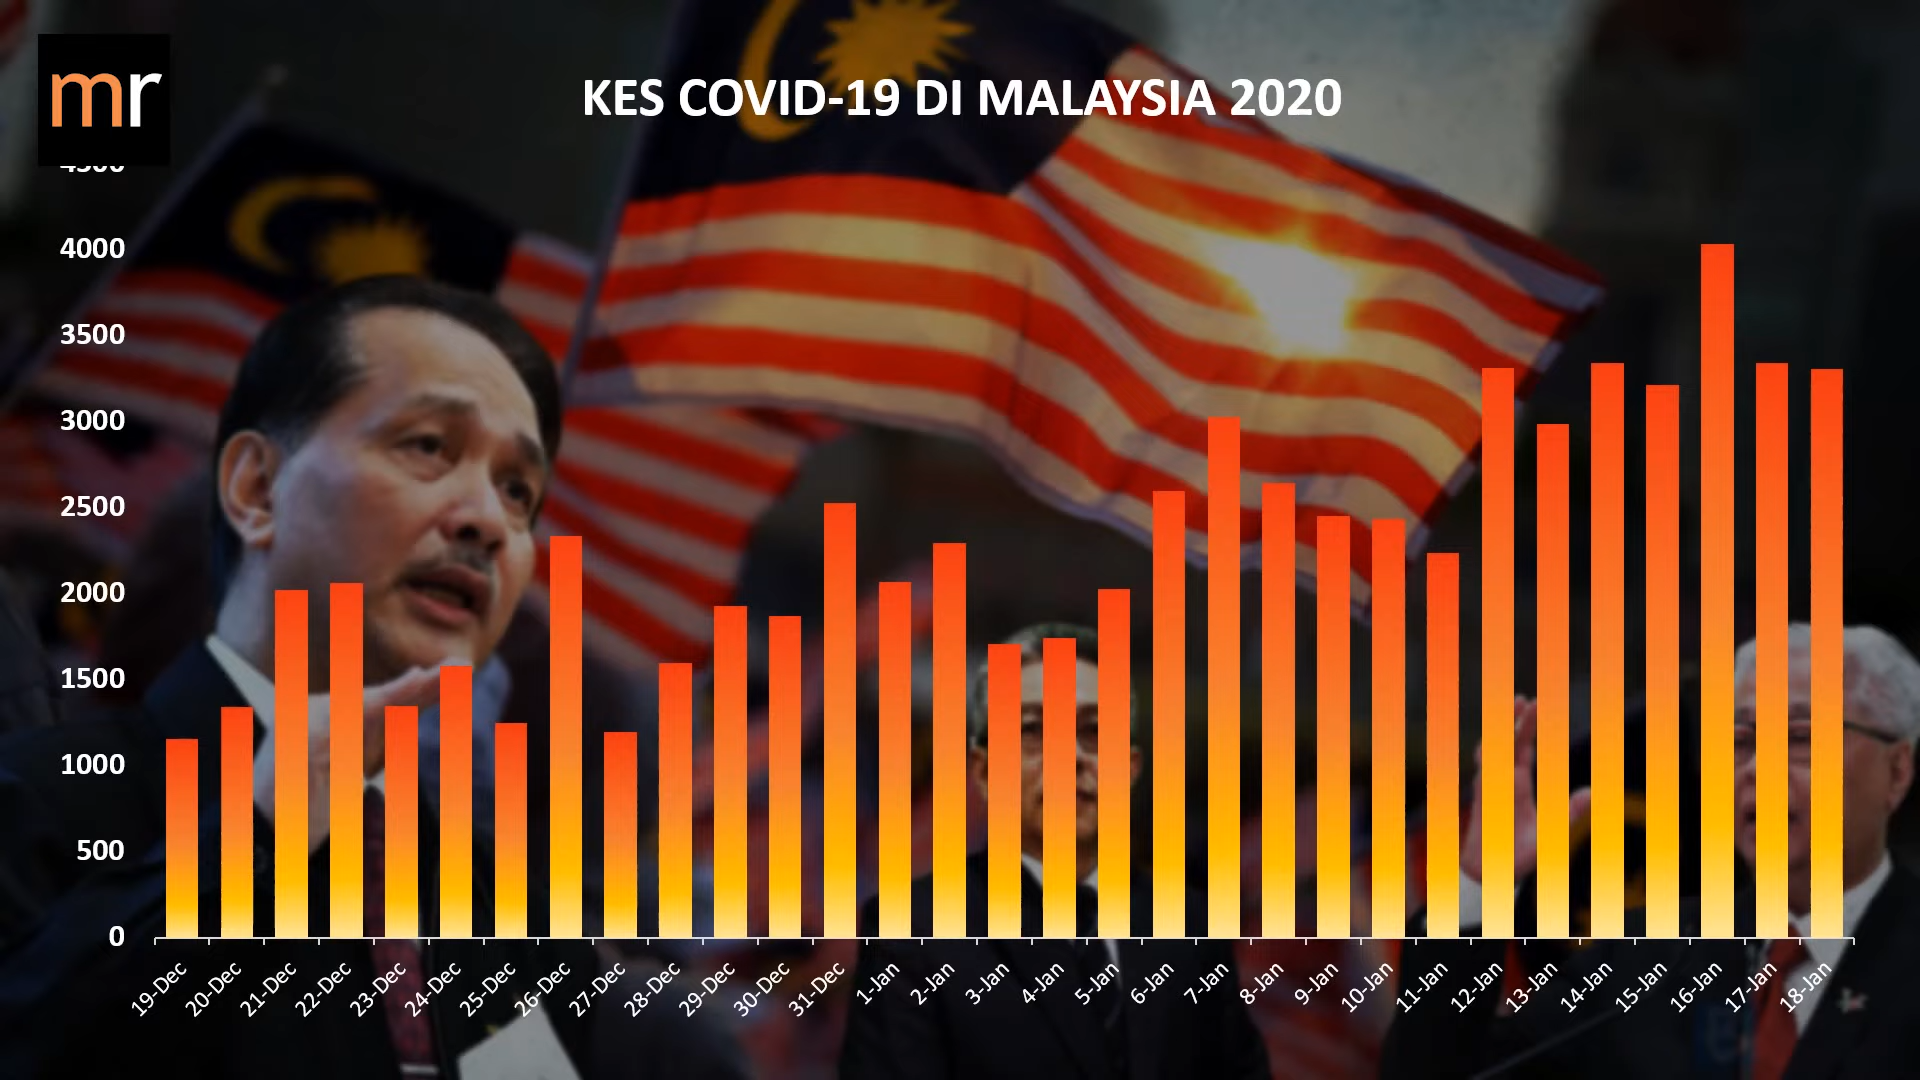 mr
KES COVID-19 DI MALAYSIA 2020
4500
4000
3500
3000
2500
2000
1500
1000
500
0
19-Dec
20-Dec
21-Dec
22-Dec
23-Dec
24-Dec
25-Dec
26-Dec
27-Dec
28-Dec
29-Dec
30-Dec
31-Dec
1-Jan
2-Jan
3-Jan
4-Jan
5-Jan
6-Jan
7-Jan
8-Jan
9-Jan
10-Jan
11-Jan
12-Jan
13-Jan
14-Jan
15-Jan
16-Jan
17-Jan
18-Jan